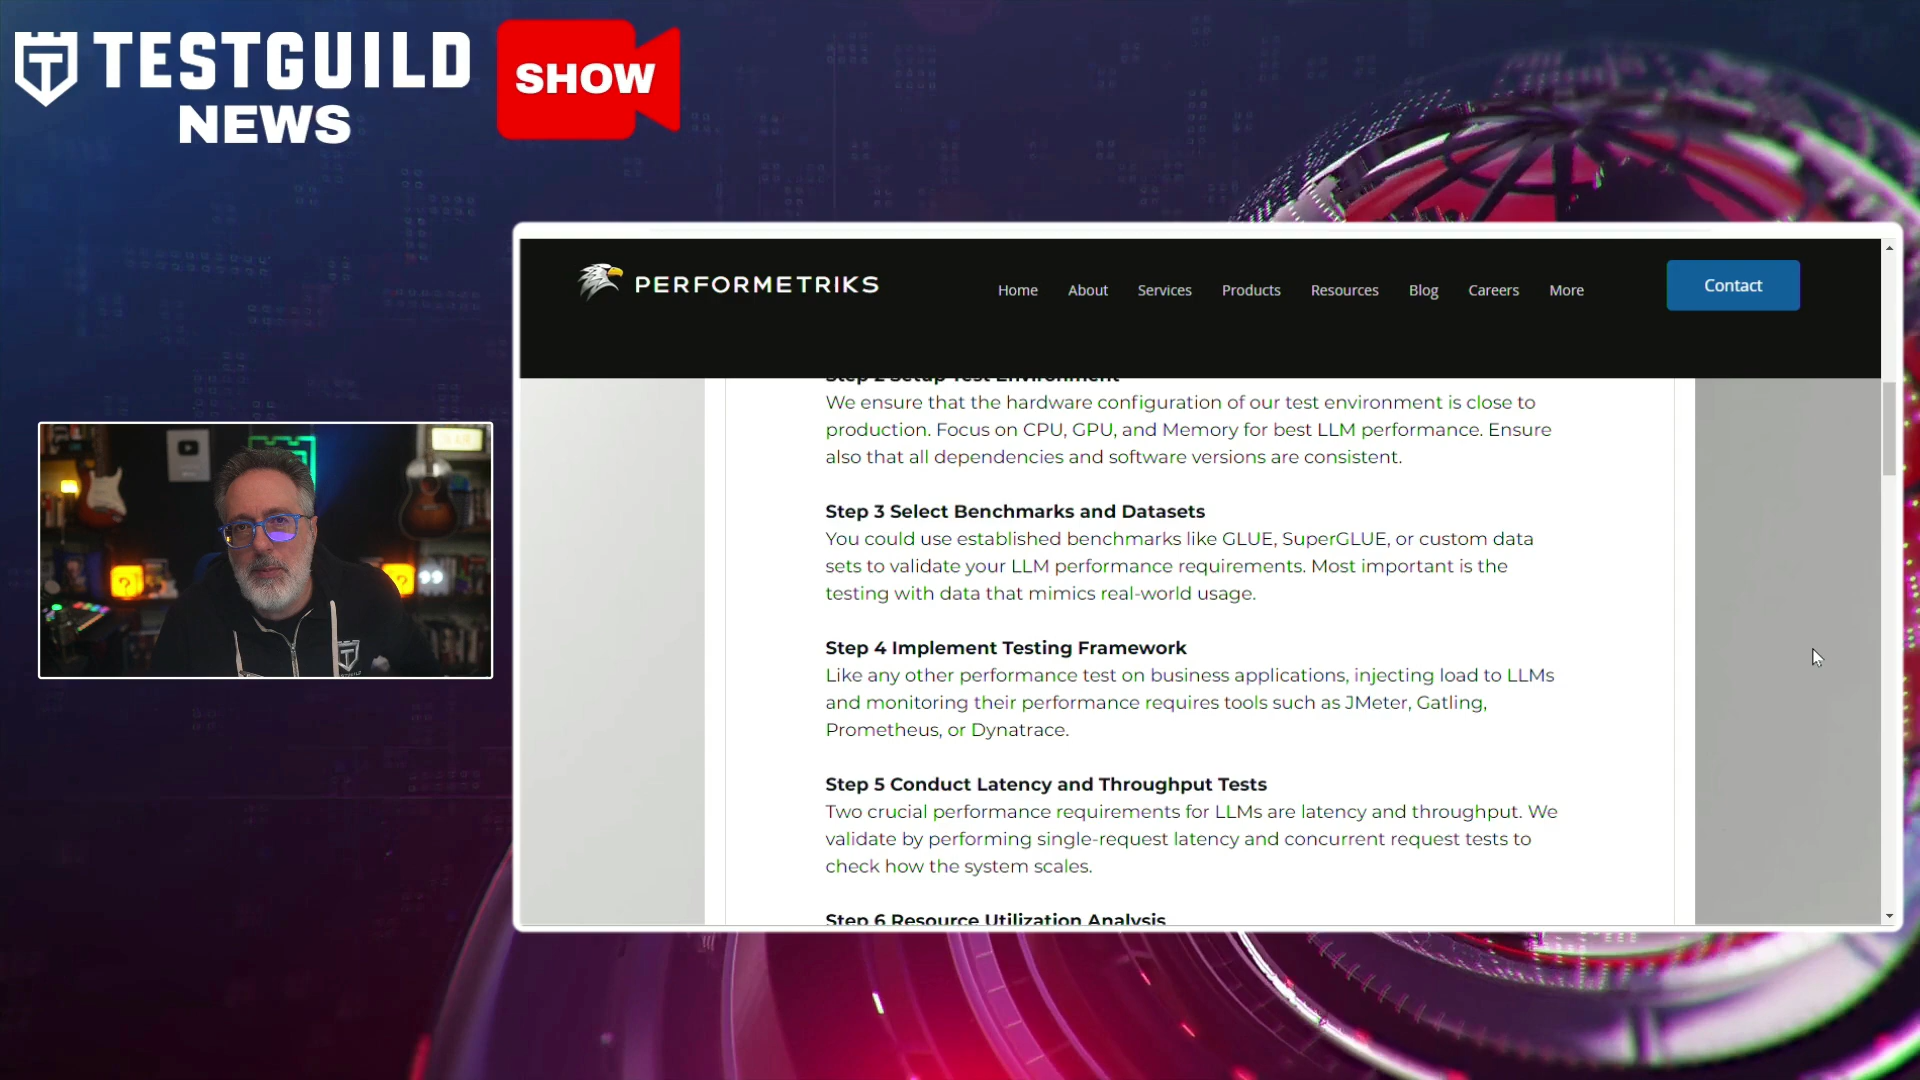 TESTGUILD
NEWS
SHOW
PERFORMETRIKS
Home About Services Products Resources Blog Careers More
Contact
Step 2 Setup Test Environment
We ensure that the hardware configuration of our test environment is close to
production. Focus on CPU, GPU, and Memory for best LLM performance. Ensure
also that all dependencies and software versions are consistent.
Step 3 Select Benchmarks and Datasets
You could use established benchmarks like GLUE, SuperGLUE, or custom data
sets to validate your LLM performance requirements. Most important is the
testing with data that mimics real-world usage.
Step 4 Implement Testing Framework
Like any other performance test on business applications, injecting load to LLMs
and monitoring their performance requires tools such as JMeter, Gatling,
Prometheus, or Dynatrace.
Step 5 Conduct Latency and Throughput Tests
Two crucial performance requirements for LLMs are latency and throughput. We
validate by performing single-request latency and concurrent request tests to
check how the system scales.
Step 6 Resource Utilization Analysis